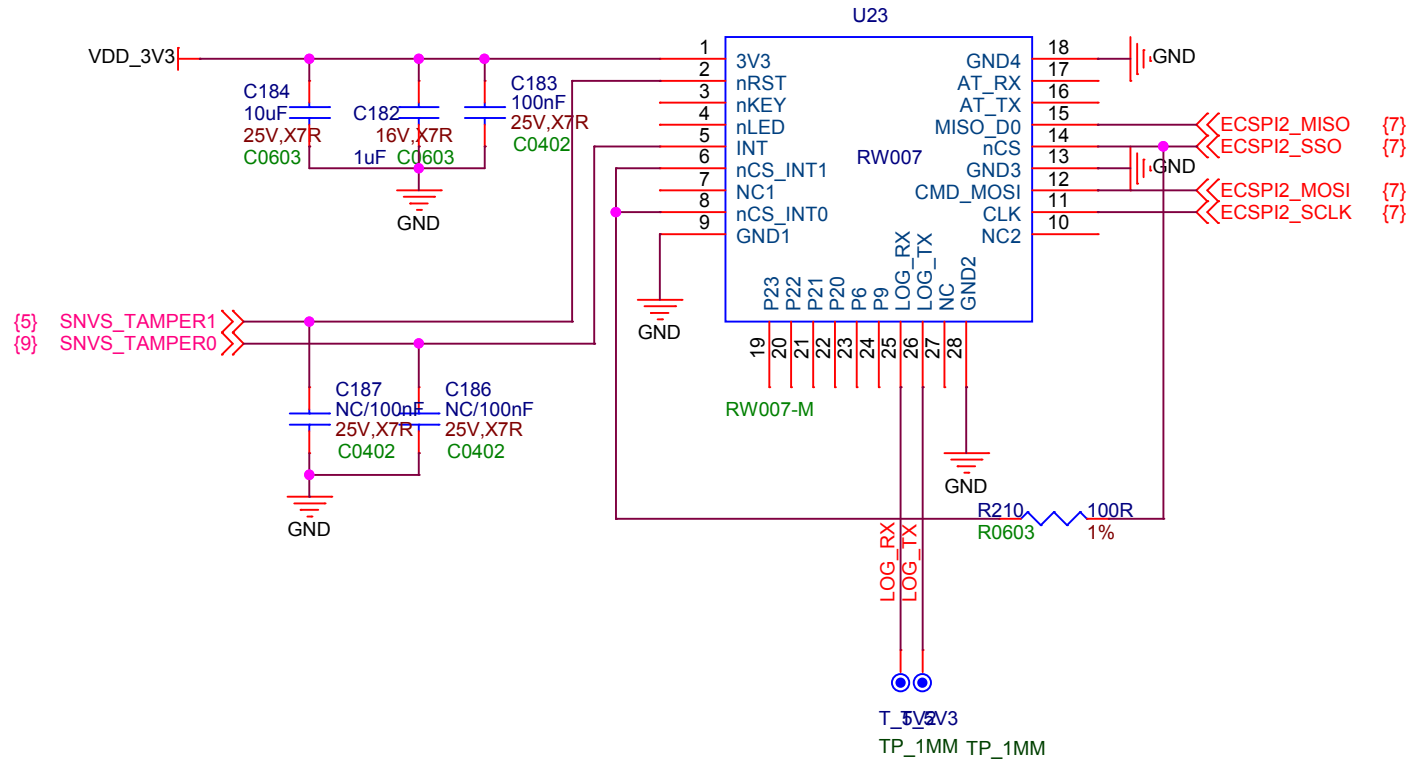 U23
VDD_3V3
C184
10uF
25V,X7R
C0603
C182
16V,X7R
1uF
C0603
C183
100nF
25V,X7R
C0402
GND
1
2
3
4
5
6
7
8
9
3V3
nRST
nKEY
nLED
INT
nCS_INT1
NC1
nCS_INT0
GND1
RW007
GND4
AT_RX
AT_TX
MISO_D0
nCS
GND3
CMD_MOSI
CLK
NC2
18
17
16
15
14
13
12
11
10
GND
GND
ECSPI2_MISO {7}
ECSPI2_SSO {7}
ECSPI2_MOSI {7}
ECSPI2_SCLK {7}
P23
P22
P21
P20
P6
P9
LOG_RX
LOG_TX
NC
GND2
19
20
21
22
23
24
25
26
27
28
GND
RW007-M
{5} SNVS_TAMPER1
{9} SNVS_TAMPER0
C187
NC/100nF
25V,X7R
C0402
C186
NC/100nF
25V,X7R
C0402
GND
GND
R210
R0603
100R
1%
LOG_RX
LOG_TX
TP_1MM
TP_1MM